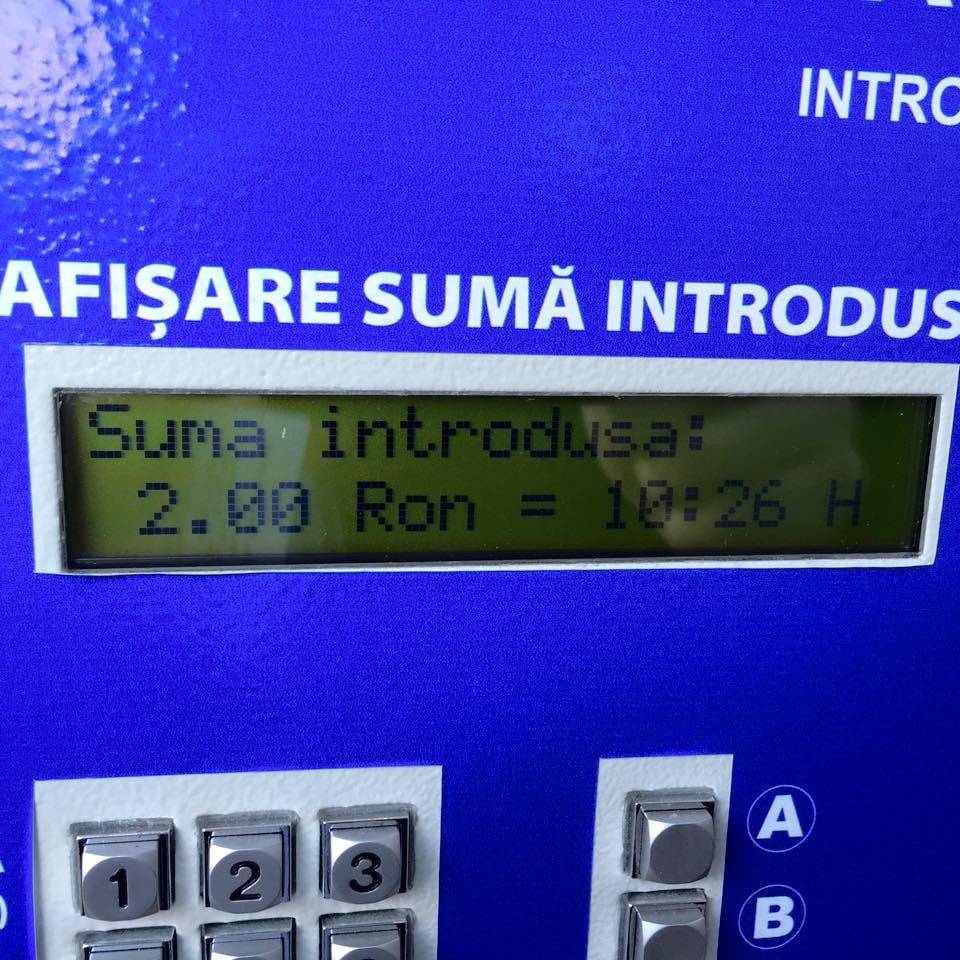 INTRO
AFIȘARE SUMĂ INTRODUS
Suma introdusa:
2.00 Ron = 10:26 H
1 2 3
A
B